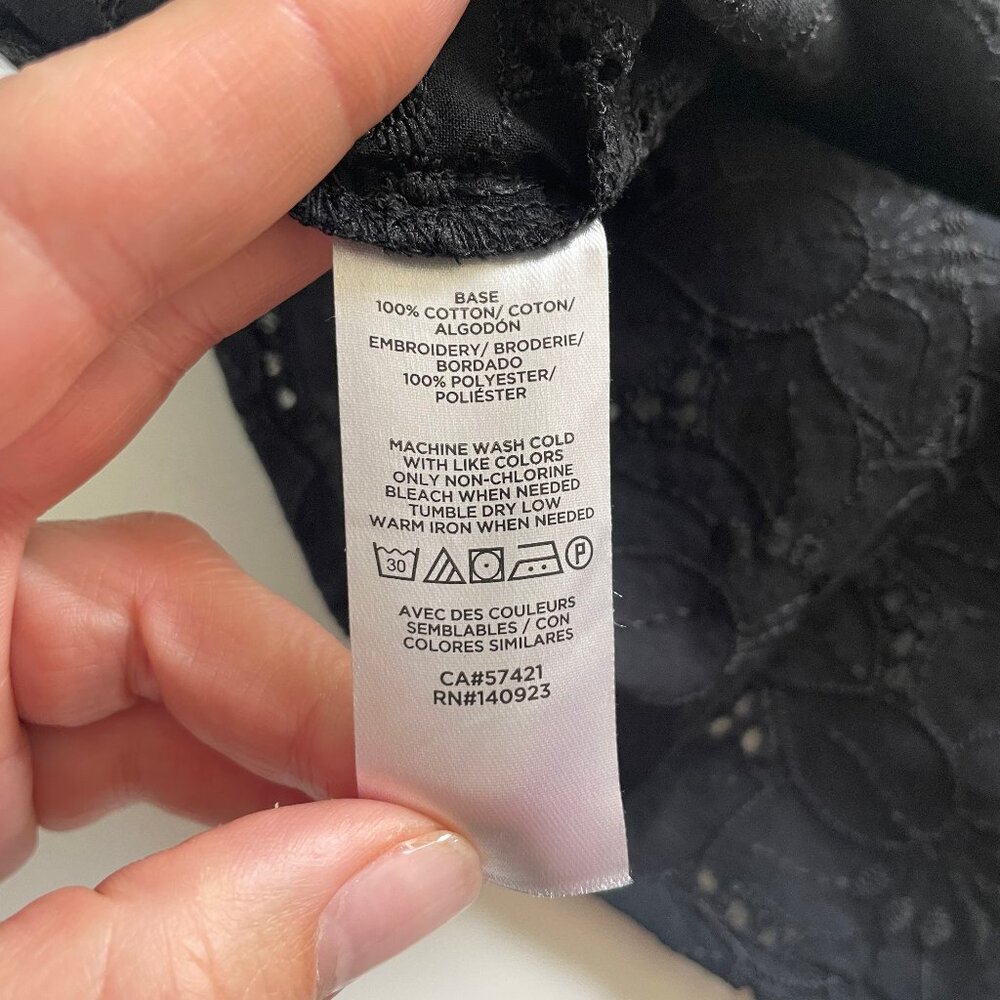 BASE
100% COTTON/ COTON/
ALGODÓN
EMBROIDERY/ BRODERIE/
BORDADO
100% POLYESTER/
POLIÉSTER
MACHINE WASH COLD
WITH LIKE COLORS
ONLY NON-CHLORINE
BLEACH WHEN NEEDED
TUMBLE DRY LOW
WARM IRON WHEN NEEDED
30 P
AVEC DES COULEURS
SEMBLABLES / CON
COLORES SIMILARES
CA#57421
RN#140923